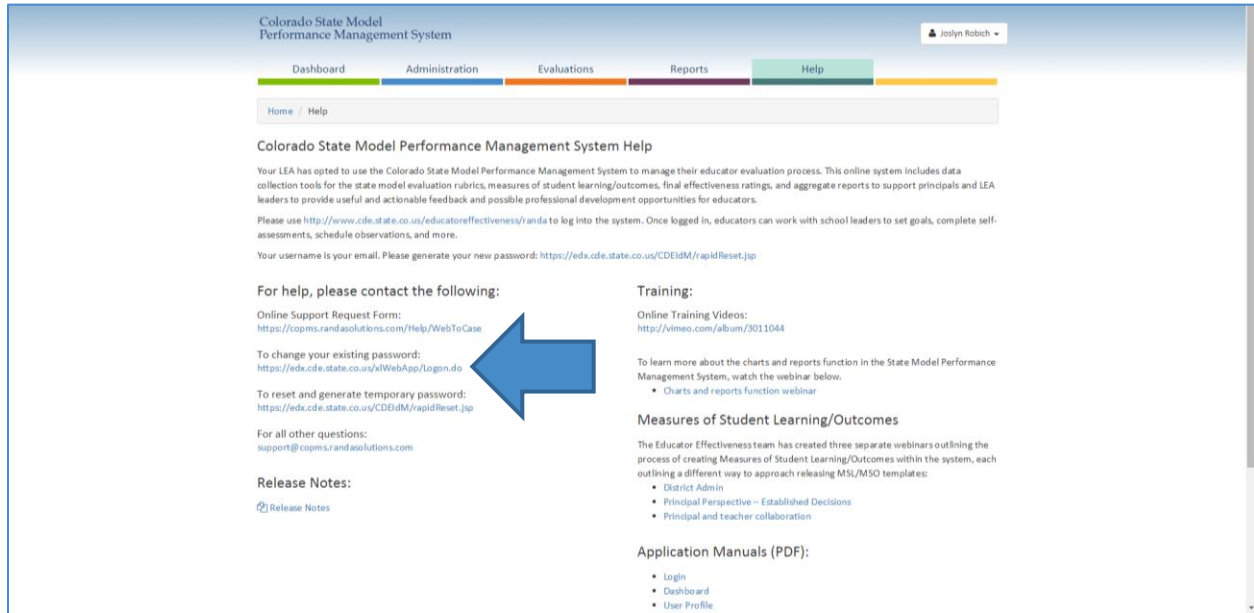 Colorado State Model
Performance Management System
Joslyn Robich
Dashboard Administration Evaluations Reports Help
Home / Help
Colorado State Model Performance Management System Help
Your LEA has opted to use the Colorado State Model Performance Management System to manage their educator evaluation process. This online system includes data
collection tools for the state model evaluation rubrics, measures of student learning/outcomes, final effectiveness ratings, and aggregate reports to support principals and LEA
leaders to provide useful and actionable feedback and possible professional development opportunities for educators.
Please use http://www.cde.state.co.us/educatoreffectiveness/randa to log into the system. Once logged in, educators can work with school leaders to set goals, complete self-
assessments, schedule observations, and more.
Your username is your email. Please generate your new password: https://edx.cde.state.co.us/CDEIdM/rapidReset.jsp
For help, please contact the following:
Online Support Request Form:
https://copms.randasolutions.com/Help/WebToCase
To change your existing password:
https://edx.cde.state.co.us/xlWebApp/Logon.do
To reset and generate temporary password:
https://edx.cde.state.co.us/CDEIdM/rapidReset.jsp
For all other questions:
support@copms.randasolutions.com
Release Notes:
Release Notes
Training:
Online Training Videos:
http://vimeo.com/album/3011044
To learn more about the charts and reports function in the State Model Performance
Management System, watch the webinar below.
• Charts and reports function webinar
Measures of Student Learning/Outcomes
The Educator Effectiveness team has created three separate webinars outlining the
process of creating Measures of Student Learning/Outcomes within the system, each
outlining a different way to approach releasing MSL/MSO templates:
• District Admin
• Principal Perspective – Established Decisions
• Principal and teacher collaboration
Application Manuals (PDF):
• Login
• Dashboard
• User Profile